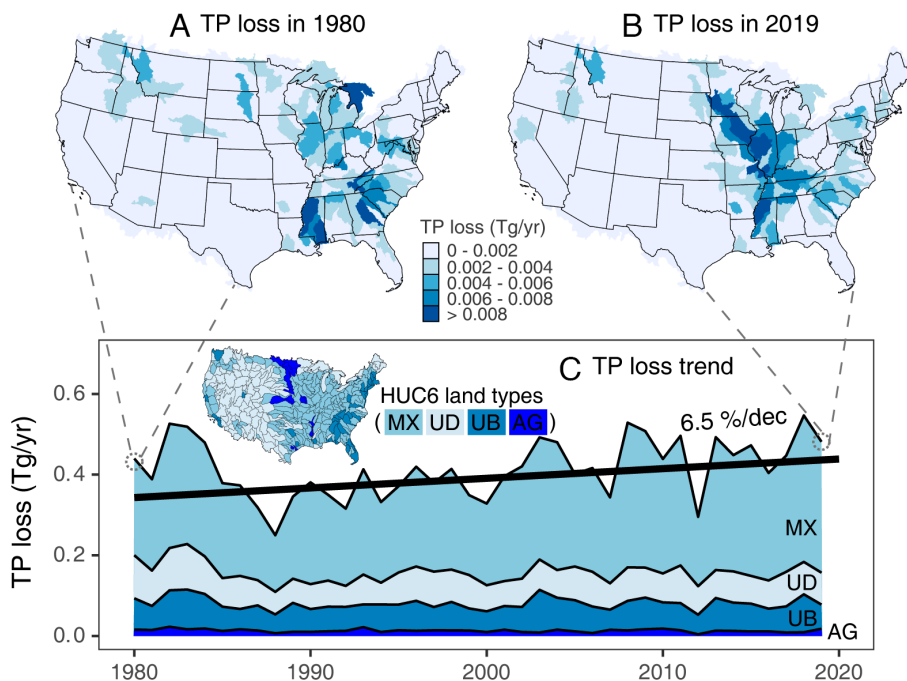 A TP loss in 1980
B TP loss in 2019
TP loss (Tg/yr)
0 - 0.002
0.002 - 0.004
0.004 - 0.006
0.006 - 0.008
> 0.008
C TP loss trend
HUC6 land types
( MX UD UB AG )
6.5 %/dec
TP loss (Tg/yr)
0.6
0.4
0.2
0.0
MX
UD
UB
AG
1980 1990 2000 2010 2020